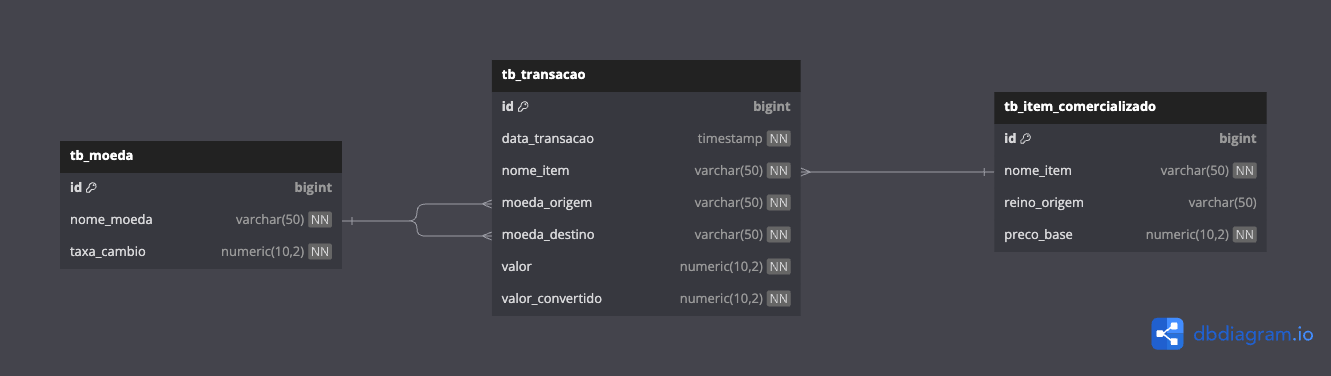 tb_moeda
id bigint
nome_moeda varchar(50) NN
taxa_cambio numeric(10,2) NN
tb_transacao
id bigint
data_transacao timestamp NN
nome_item varchar(50) NN
moeda_origem varchar(50) NN
moeda_destino varchar(50) NN
valor numeric(10,2) NN
valor_convertido numeric(10,2) NN
tb_item_comercializado
id bigint
nome_item varchar(50) NN
reino_origem varchar(50)
preco_base numeric(10,2) NN
dbdiagram.io